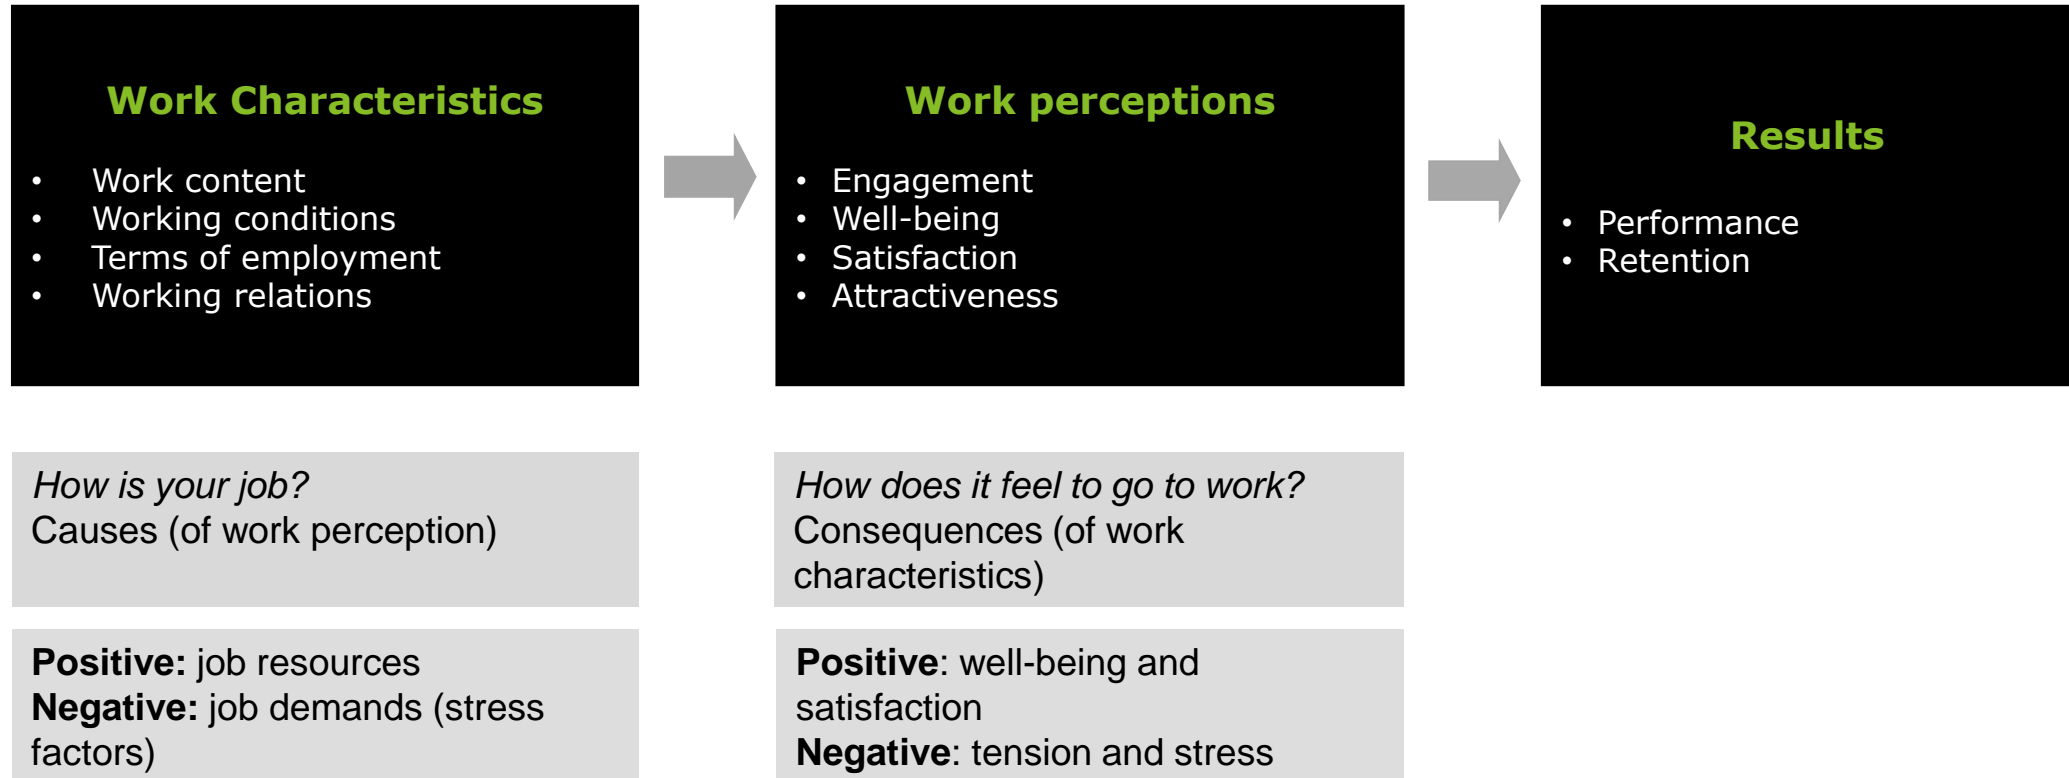 Work Characteristics
• Work content
• Working conditions
• Terms of employment
• Working relations
Work perceptions
• Engagement
• Well-being
• Satisfaction
• Attractiveness
Results
• Performance
• Retention
How is your job?
Causes (of work perception)
How does it feel to go to work?
Consequences (of work
characteristics)
Positive: job resources
Negative: job demands (stress
factors)
Positive: well-being and
satisfaction
Negative: tension and stress